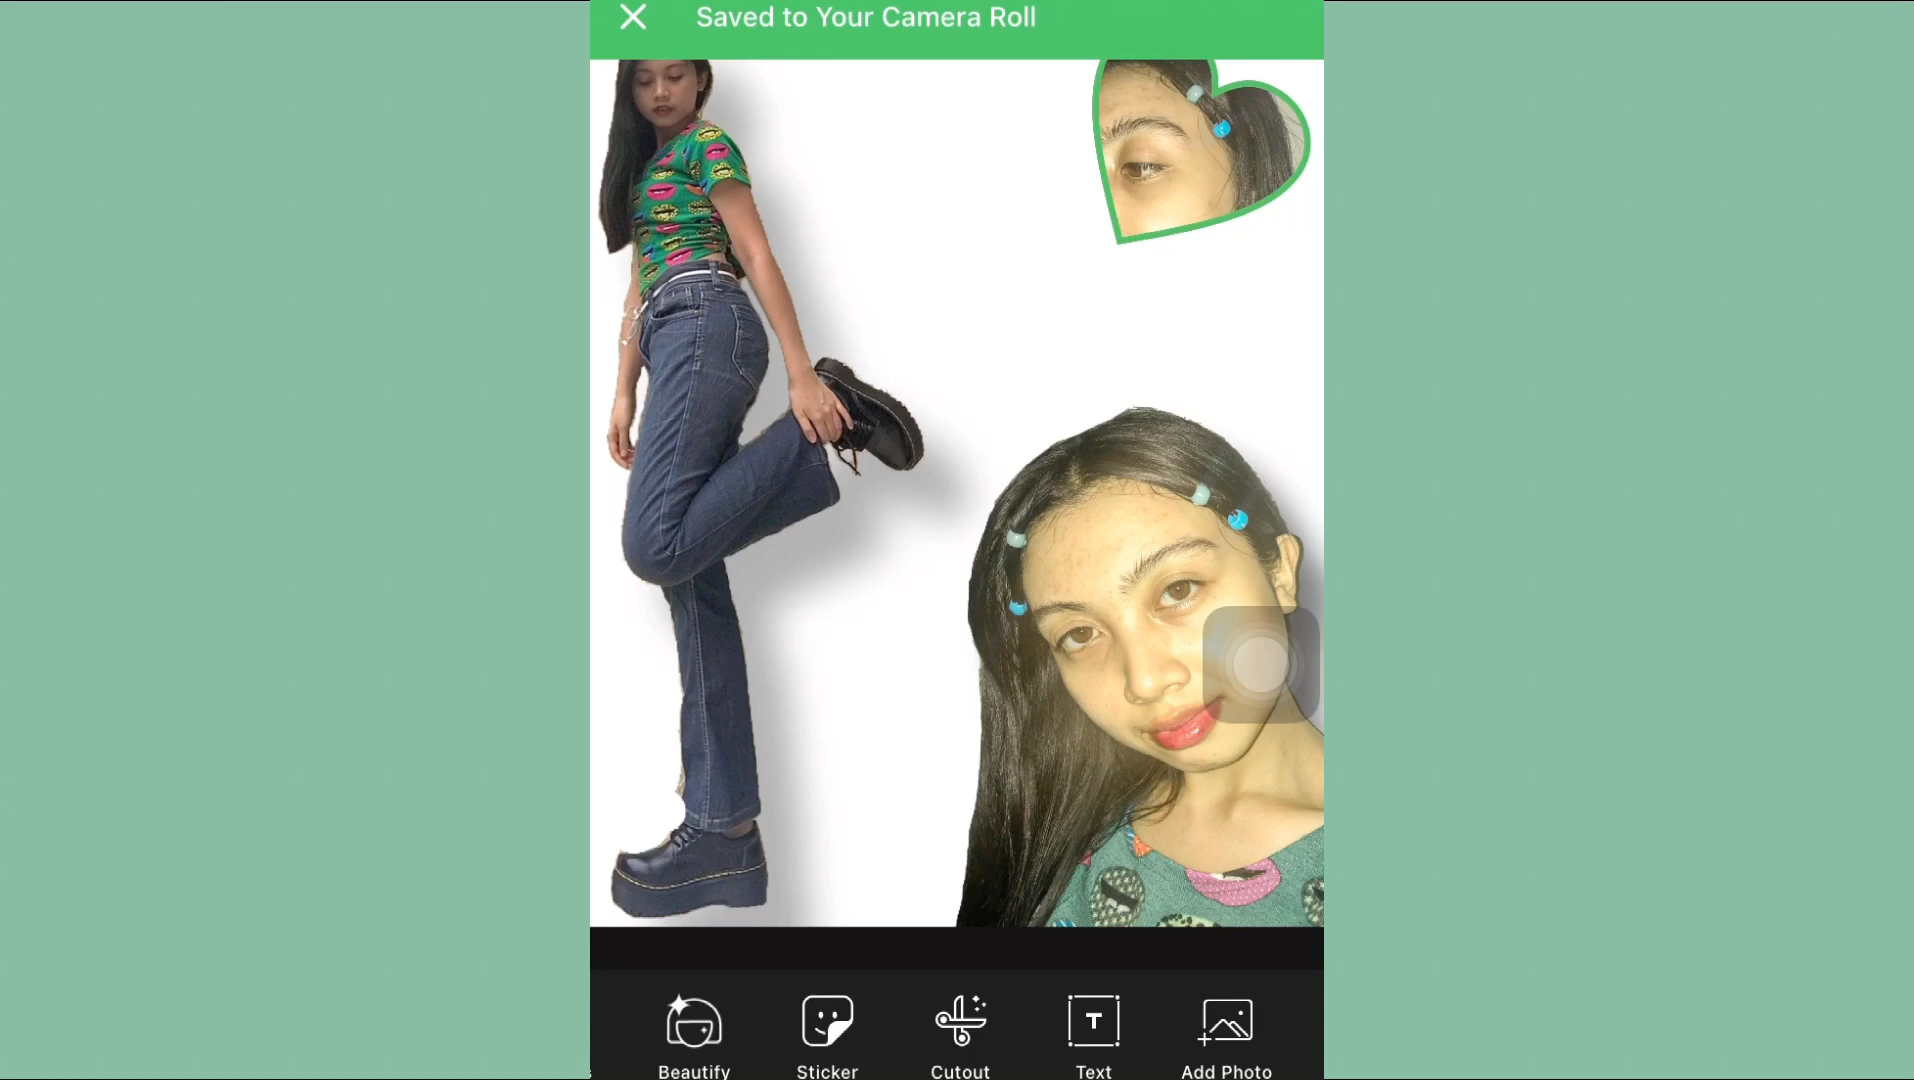 Saved to Your Camera Roll
Beautify
Sticker
Cutout
T
Text
Add Photo